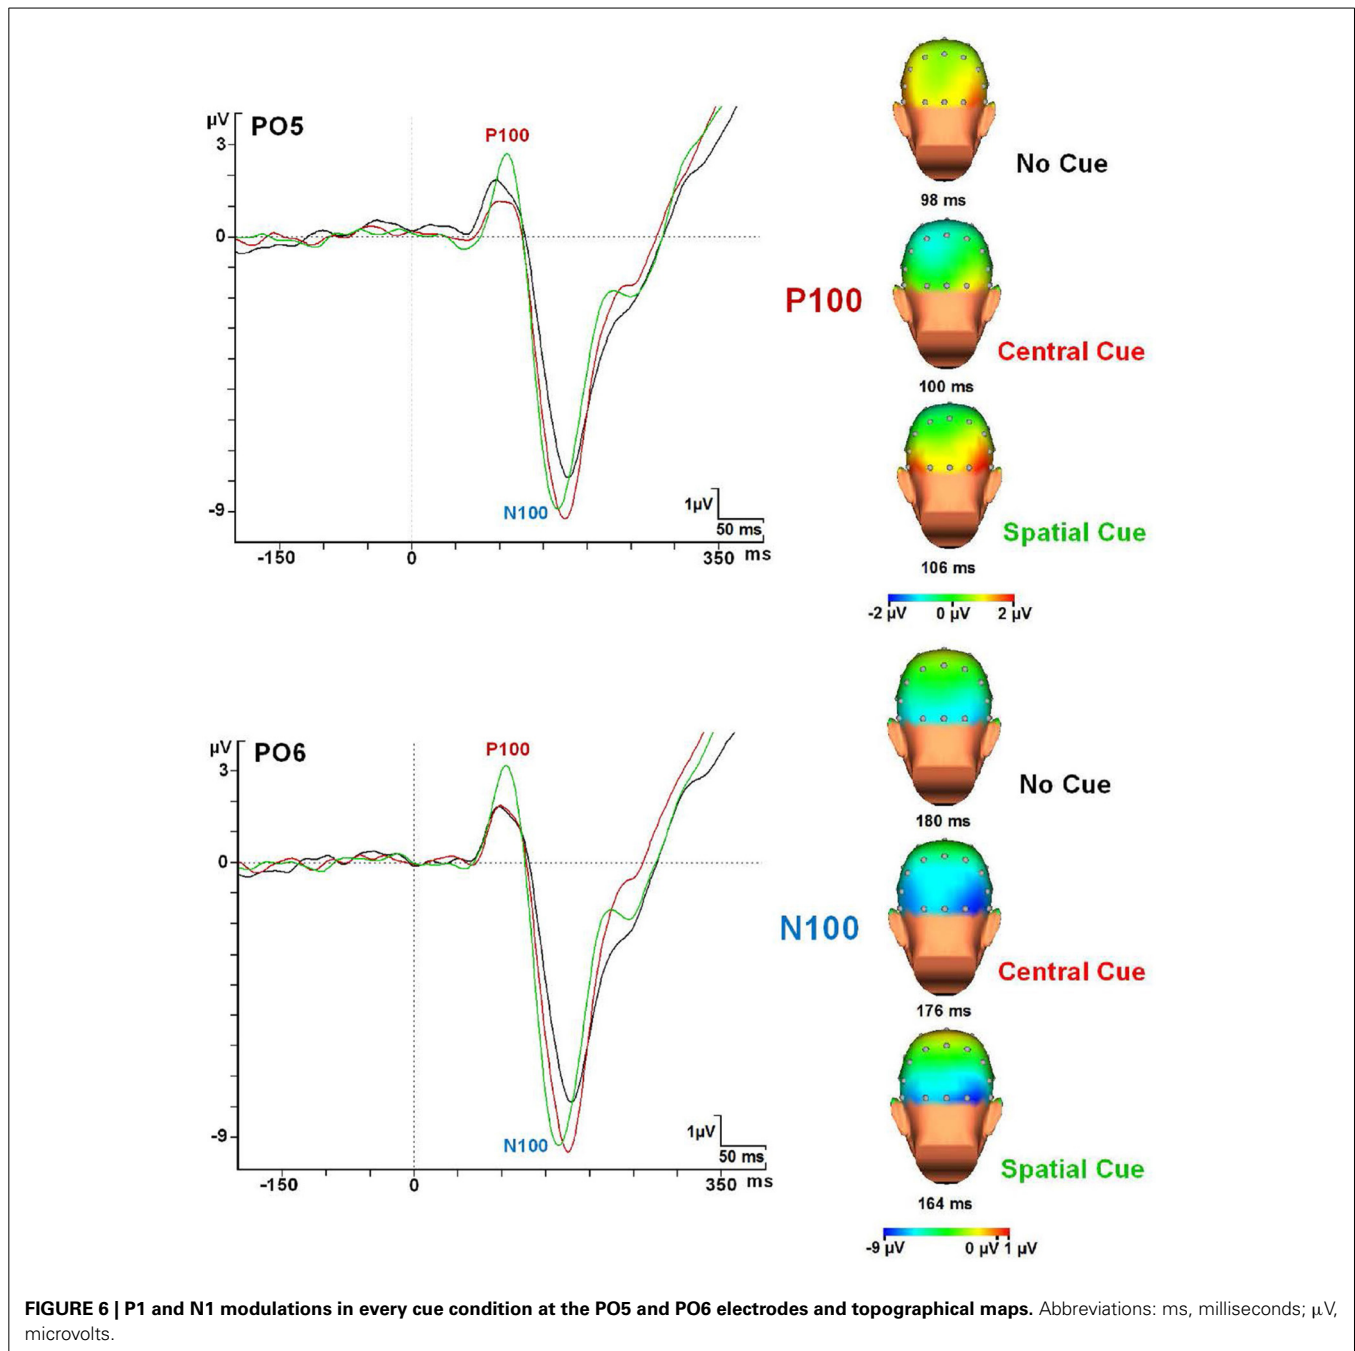 µV
PO5
3
P100
0
-9
N100
1µV
50 ms
-150
0
350
ms
P100
No Cue
98 ms
Central Cue
100 ms
Spatial Cue
106 ms
-2 µV
0 µV
2 µV
µV
PO6
3
P100
0
-9
N100
1µV
50 ms
-150
0
350
ms
N100
No Cue
180 ms
Central Cue
176 ms
Spatial Cue
164 ms
-9 µV
0 µV
1 µV
FIGURE 6 | P1 and N1 modulations in every cue condition at the PO5 and PO6 electrodes and topographical maps. Abbreviations: ms, milliseconds; µV,
microvolts.